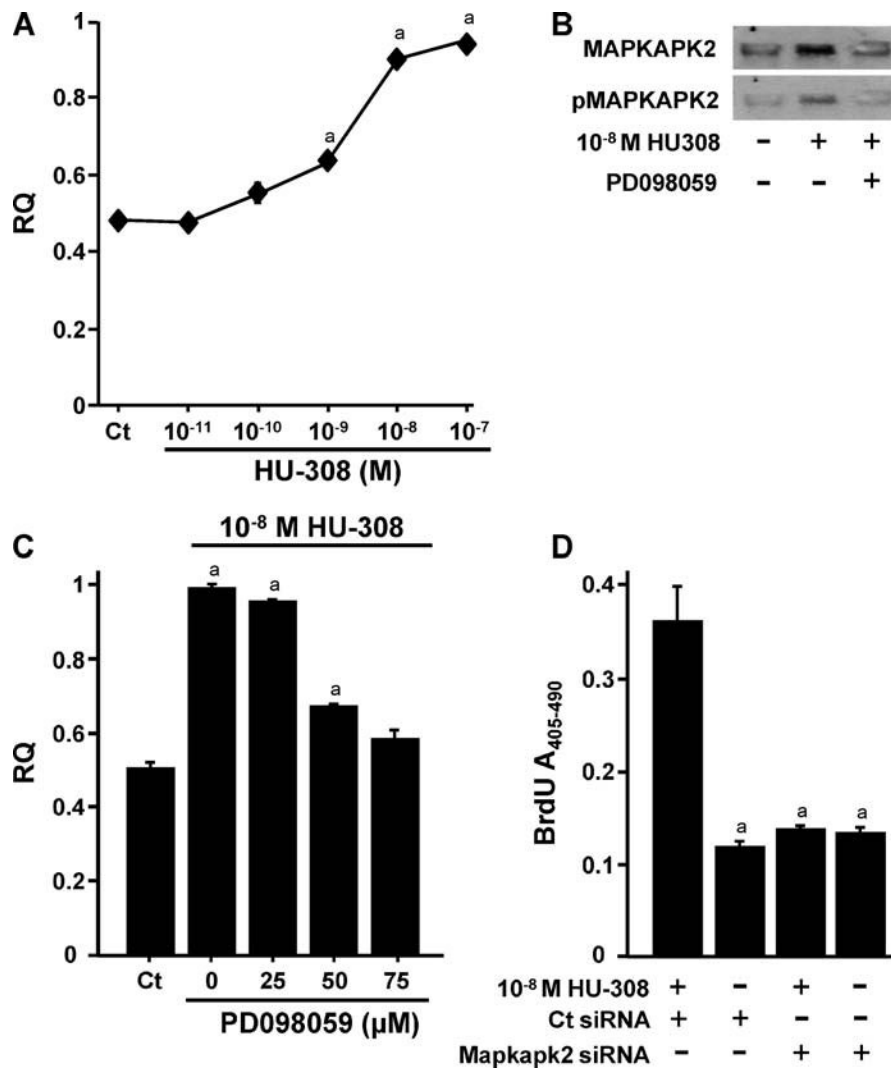 A
1
0.8
0.6
0.4
0.2
0
RQ
a
a
a
Ct 10⁻¹¹ 10⁻¹⁰ 10⁻⁹ 10⁻⁸ 10⁻⁷
HU-308 (M)
B
MAPKAPK2
pMAPKAPK2
10⁻⁸ M HU308 - + +
PD098059 - - +
C
10⁻⁸ M HU-308
1
0.8
0.6
0.4
0.2
0
RQ
a a a
Ct 0 25 50 75
PD098059 (µM)
D
0.4
0.3
0.2
0.1
0
BrdU A₄₀₅₋₄₉₀
a a a
10⁻⁸ M HU-308 + - + -
Ct siRNA + + - -
Mapkapk2 siRNA - - + +